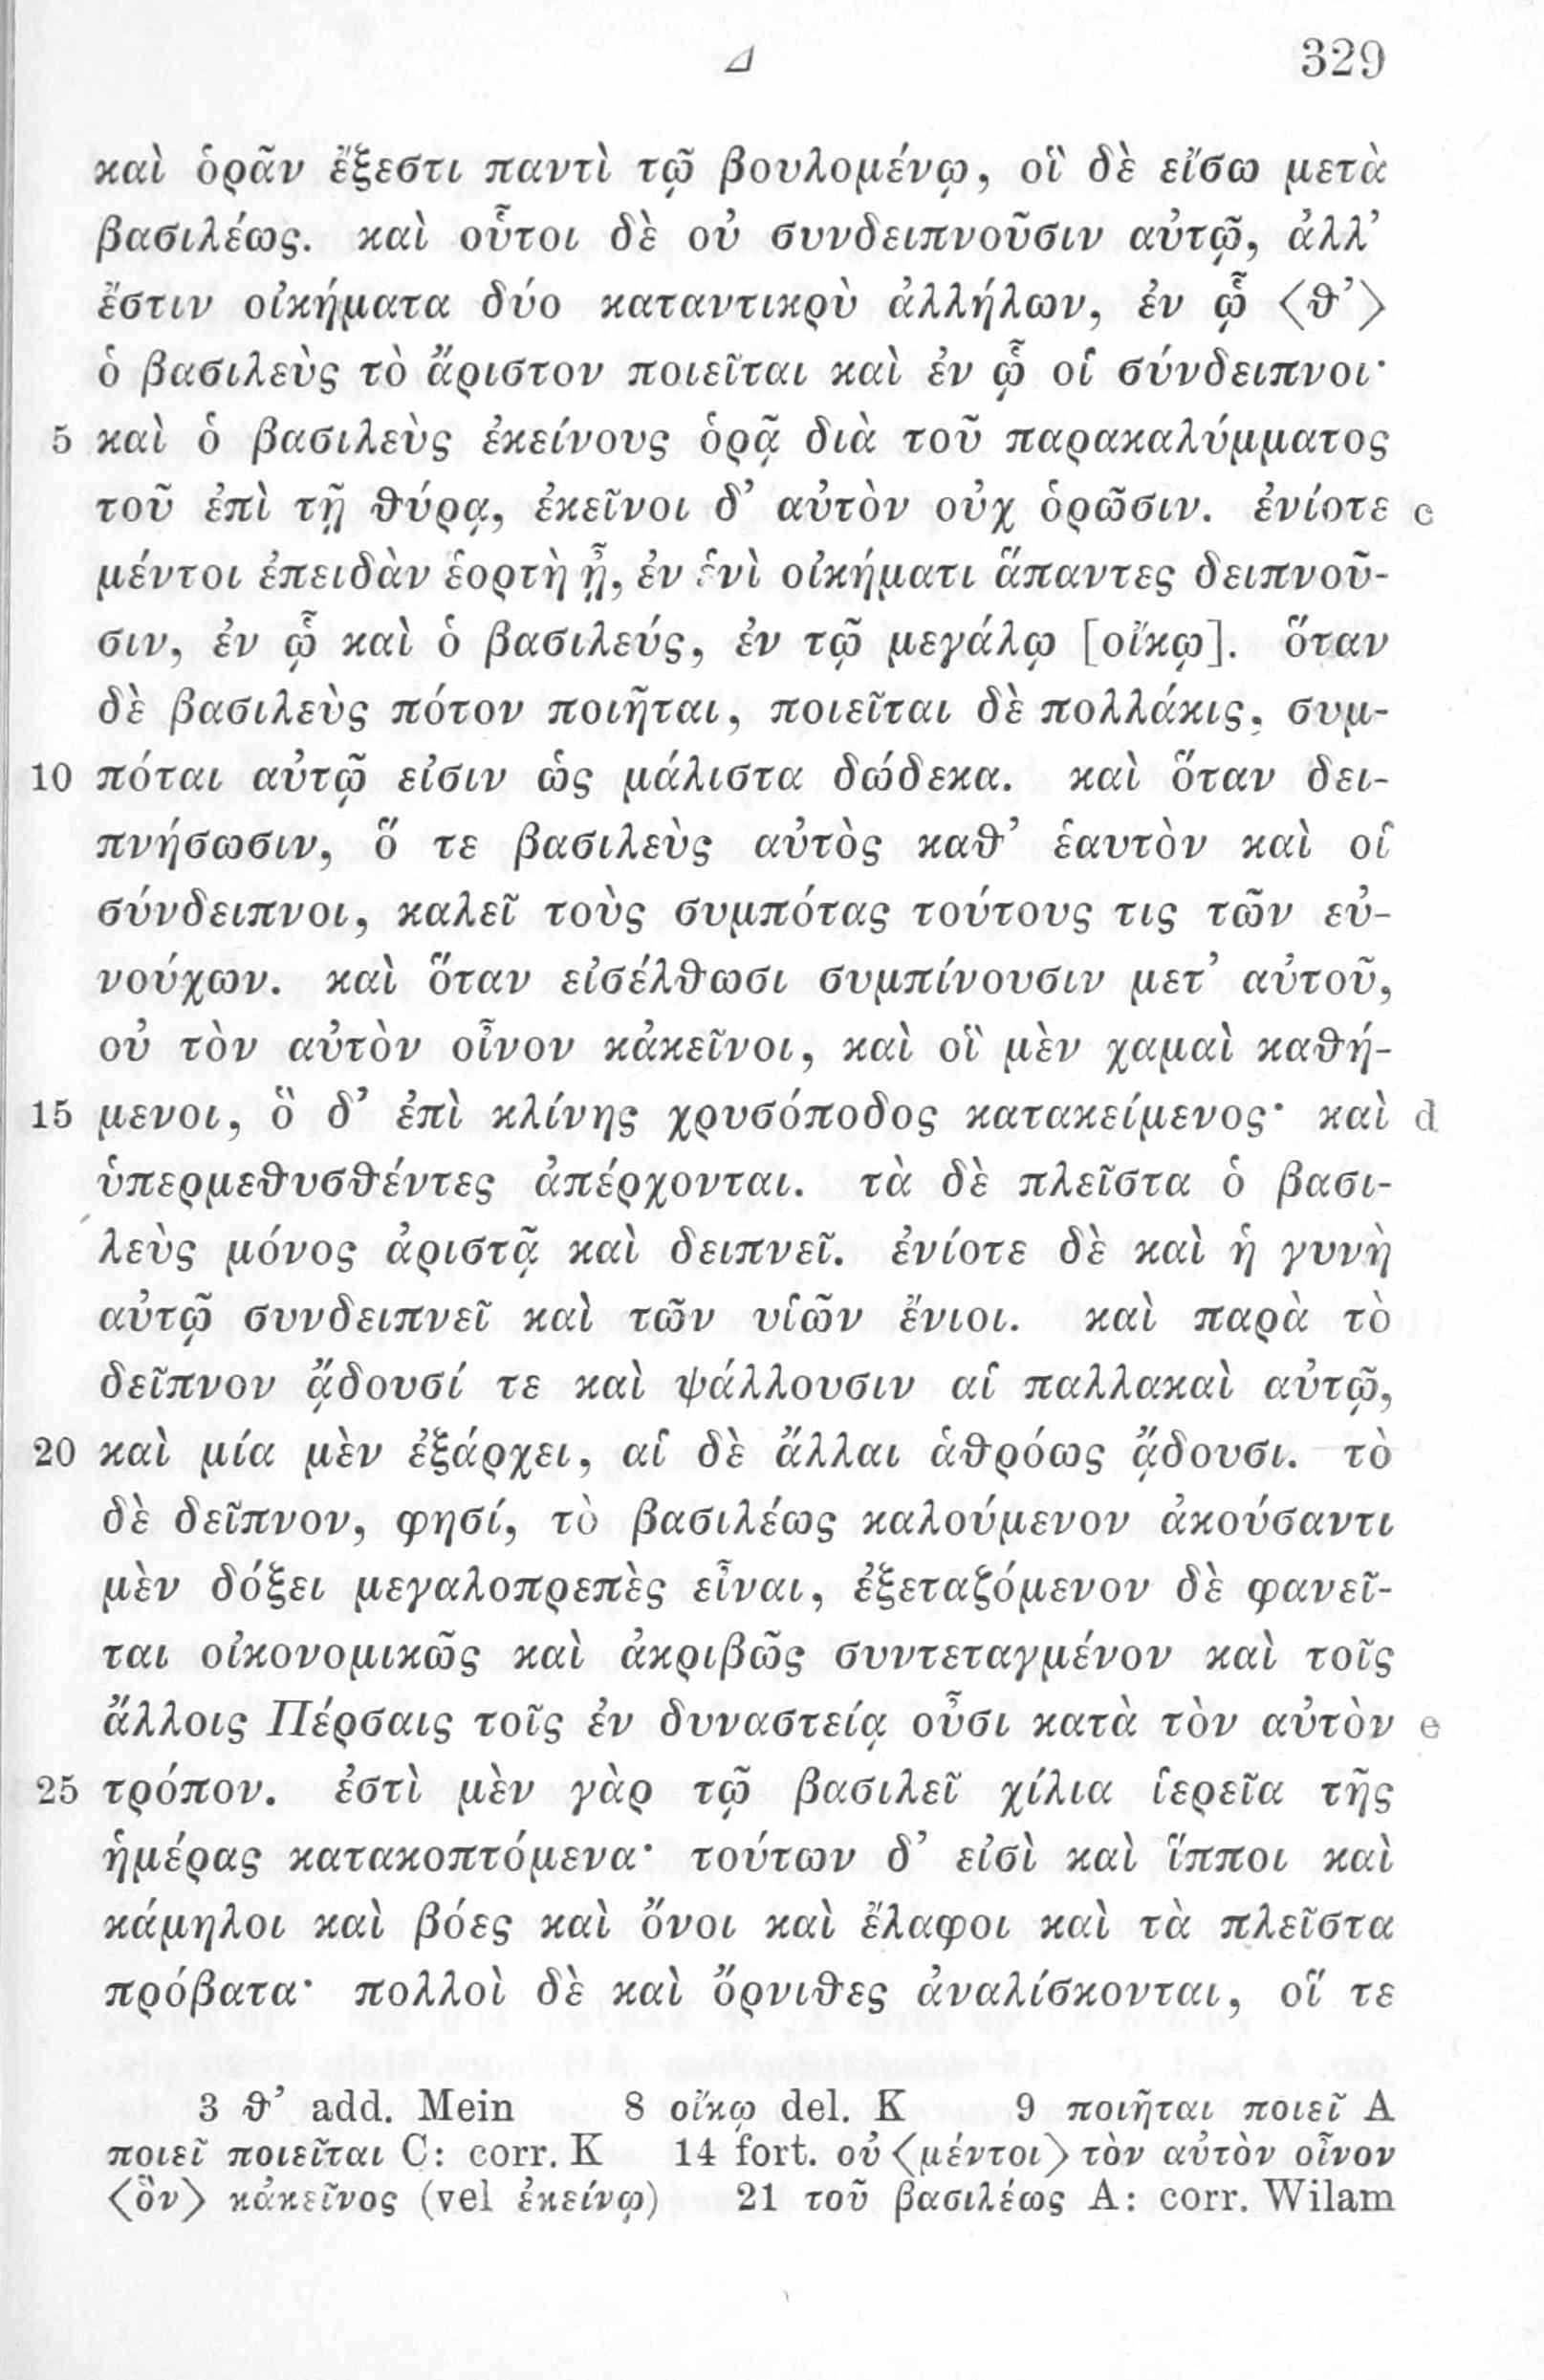 Δ 329
καὶ ὁρᾶν ἔξεστι παντὶ τῷ βουλομένῳ, οἳ δὲ εἴσω μετὰ
βασιλέως. καὶ οὗτοι δὲ οὐ συνδειπνοῦσιν αὐτῷ, ἀλλ’
ἔστιν οἰκήματα δύο καταντικρὺ ἀλλήλων, ἐν ᾧ 〈θ’〉
ὁ βασιλεὺς τὸ ἄριστον ποιεῖται καὶ ἐν ᾧ οἱ σύνδειπνοι·
5 καὶ ὁ βασιλεὺς ἐκείνους ὁρᾷ διὰ τοῦ παρακαλύμματος
τοῦ ἐπὶ τῇ θύρᾳ, ἐκεῖνοι δ’ αὐτὸν οὐχ ὁρῶσιν. ἐνίοτε c
μέντοι ἐπειδὰν ἑορτὴ ᾖ, ἐν ἑνὶ οἰκήματι ἅπαντες δειπνοῦ-
σιν, ἐν ᾧ καὶ ὁ βασιλεύς, ἐν τῷ μεγάλῳ [οἴκῳ]. ὅταν
δὲ βασιλεὺς πότον ποιῆται, ποιεῖται δὲ πολλάκις, συμ-
10 πόται αὐτῷ εἰσιν ὡς μάλιστα δώδεκα. καὶ ὅταν δει-
πνήσωσιν, ὅ τε βασιλεὺς αὐτὸς καθ’ ἑαυτὸν καὶ οἱ
σύνδειπνοι, καλεῖ τοὺς συμπότας τούτους τις τῶν εὐ-
νούχων. καὶ ὅταν εἰσέλθωσι συμπίνουσιν μετ’ αὐτοῦ,
οὐ τὸν αὐτὸν οἶνον κἀκεῖνοι, καὶ οἳ μὲν χαμαὶ καθή-
15 μενοι, ὃ δ’ ἐπὶ κλίνης χρυσόποδος κατακείμενος· καὶ d
ὑπερμεθυσθέντες ἀπέρχονται. τὰ δὲ πλεῖστα ὁ βασι-
λεὺς μόνος ἀριστᾷ καὶ δειπνεῖ. ἐνίοτε δὲ καὶ ἡ γυνὴ
αὐτῷ συνδειπνεῖ καὶ τῶν υἱῶν ἔνιοι. καὶ παρὰ τὸ
δεῖπνον ᾄδουσί τε καὶ ψάλλουσιν αἱ παλλακαὶ αὐτῷ,
20 καὶ μία μὲν ἐξάρχει, αἱ δὲ ἄλλαι ἁθρόως ᾄδουσι. τὸ
δὲ δεῖπνον, φησί, τὸ βασιλέως καλούμενον ἀκούσαντι
μὲν δόξει μεγαλοπρεπὲς εἶναι, ἐξεταζόμενον δὲ φανεῖ-
ται οἰκονομικῶς καὶ ἀκριβῶς συντεταγμένον καὶ τοῖς
ἄλλοις Πέρσαις τοῖς ἐν δυναστείᾳ οὖσι κατὰ τὸν αὐτὸν e
25 τρόπον. ἐστὶ μὲν γὰρ τῷ βασιλεῖ χίλια ἱερεῖα τῆς
ἡμέρας κατακοπτόμενα· τούτων δ’ εἰσὶ καὶ ἵπποι καὶ
κάμηλοι καὶ βόες καὶ ὄνοι καὶ ἔλαφοι καὶ τὰ πλεῖστα
πρόβατα· πολλοὶ δὲ καὶ ὄρνιθες ἀναλίσκονται, οἵ τε
3 θ’ add. Mein 8 οἴκῳ del. K 9 ποιῆται ποιεῖ A
ποιεῖ ποιεῖται C: corr. K 14 fort. οὐ 〈μέντοι〉 τὸν αὐτὸν οἶνον
〈ὃν〉 κἀκεῖνος (vel ἐκείνῳ) 21 τοῦ βασιλέως A: corr. Wilam